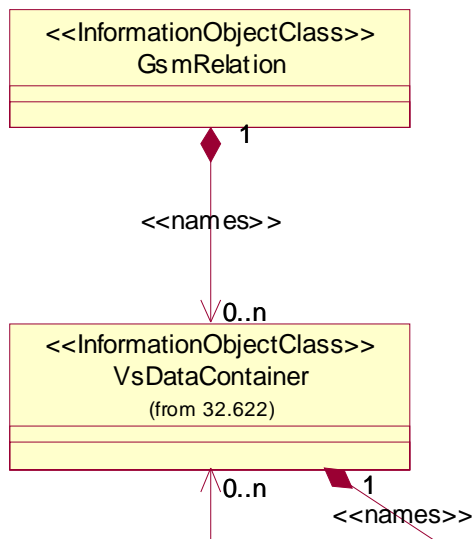 <<InformationObjectClass>>
GsmRelation
1
<<names>>
0..n
<<InformationObjectClass>>
VsDataContainer
(from 32.622)
0..n
1
<<names>>